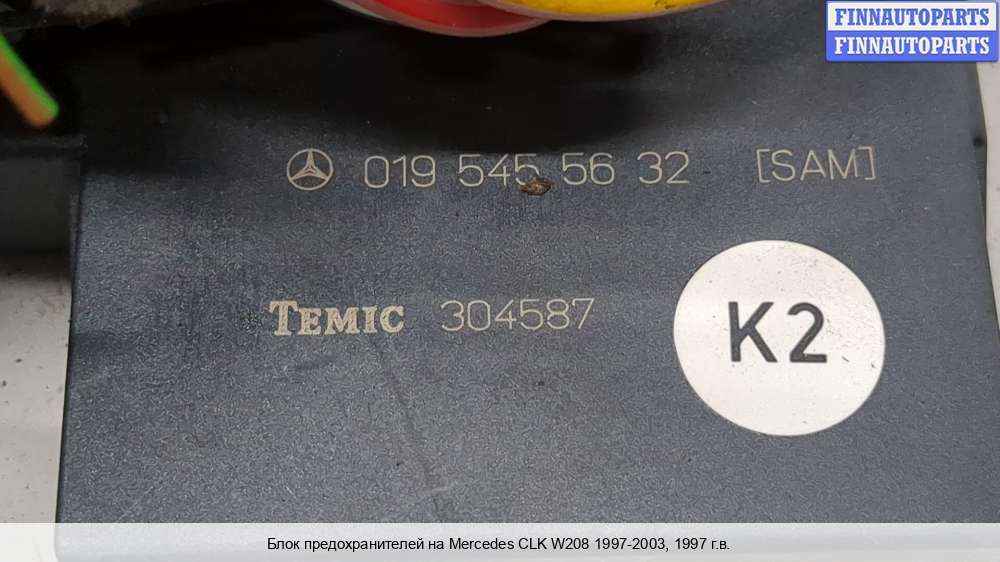 FINNAUTOPARTS
FINNAUTOPARTS
019 545 56 32 [SAM]
TEMIC 304587
K2
Блок предохранителей на Mercedes CLK W208 1997-2003, 1997 г.в.